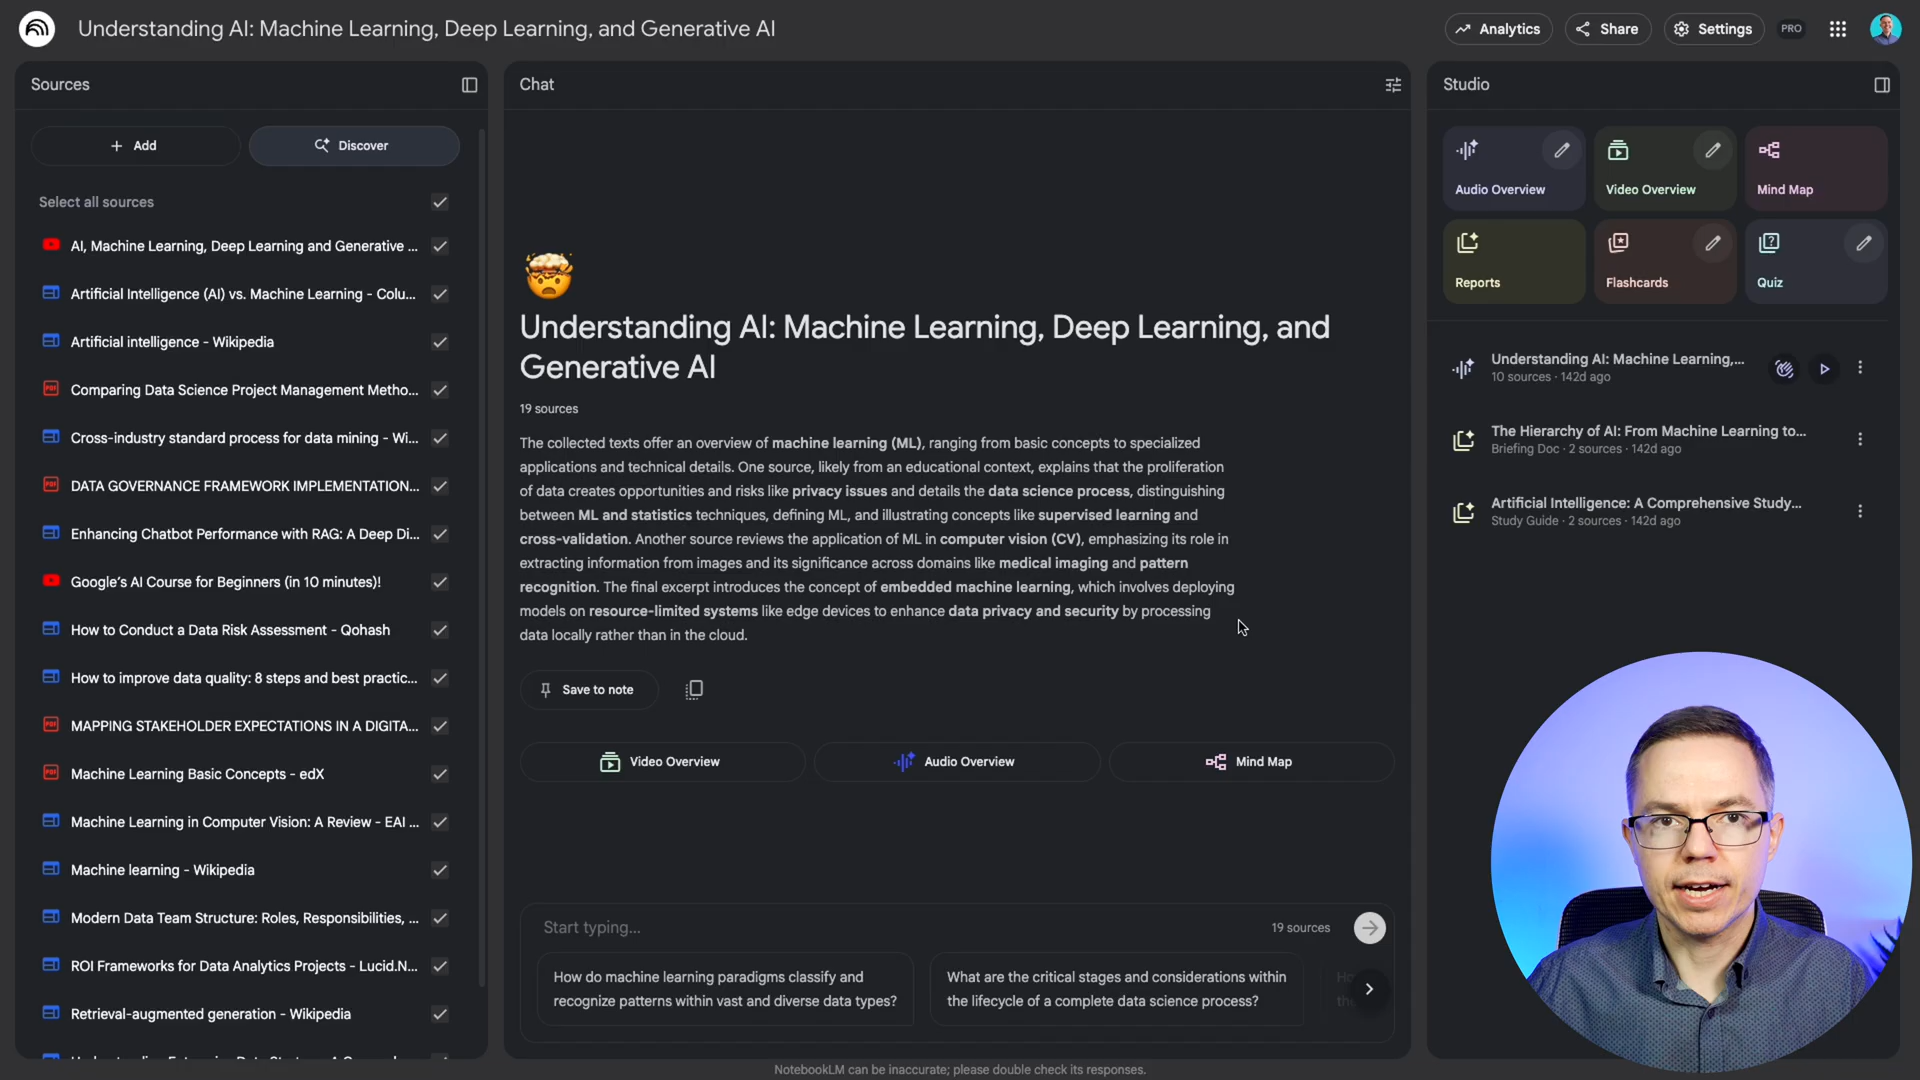 Understanding AI: Machine Learning, Deep Learning, and Generative AI
Analytics
Share
Settings
PRO
Sources
Add
Discover
Select all sources
AI, Machine Learning, Deep Learning and Generative ...
Artificial Intelligence (AI) vs. Machine Learning - Colu...
Artificial intelligence - Wikipedia
Comparing Data Science Project Management Metho...
Cross-industry standard process for data mining - Wi...
DATA GOVERNANCE FRAMEWORK IMPLEMENTATION...
Enhancing Chatbot Performance with RAG: A Deep Di...
Google's AI Course for Beginners (in 10 minutes)!
How to Conduct a Data Risk Assessment - Qohash
How to improve data quality: 8 steps and best practic...
MAPPING STAKEHOLDER EXPECTATIONS IN A DIGITA...
Machine Learning Basic Concepts - edX
Machine Learning in Computer Vision: A Review - EAI ...
Machine learning - Wikipedia
Modern Data Team Structure: Roles, Responsibilities, ...
ROI Frameworks for Data Analytics Projects - Lucid.N...
Retrieval-augmented generation - Wikipedia
Chat
Understanding AI: Machine Learning, Deep Learning, and
Generative AI
19 sources
The collected texts offer an overview of machine learning (ML), ranging from basic concepts to specialized
applications and technical details. One source, likely from an educational context, explains that the proliferation
of data creates opportunities and risks like privacy issues and details the data science process, distinguishing
between ML and statistics techniques, defining ML, and illustrating concepts like supervised learning and
cross-validation. Another source reviews the application of ML in computer vision (CV), emphasizing its role in
extracting information from images and its significance across domains like medical imaging and pattern
recognition. The final excerpt introduces the concept of embedded machine learning, which involves deploying
models on resource-limited systems like edge devices to enhance data privacy and security by processing
data locally rather than in the cloud.
Save to note
Video Overview
Audio Overview
Mind Map
Start typing...
19 sources
How do machine learning paradigms classify and
recognize patterns within vast and diverse data types?
What are the critical stages and considerations within
the lifecycle of a complete data science process?
NotebookLM can be inaccurate; please double check its responses.
Studio
Audio Overview
Video Overview
Mind Map
Reports
Flashcards
Quiz
Understanding AI: Machine Learning,...
10 sources · 142d ago
The Hierarchy of AI: From Machine Learning to...
Briefing Doc · 2 sources · 142d ago
Artificial Intelligence: A Comprehensive Study...
Study Guide · 2 sources · 142d ago